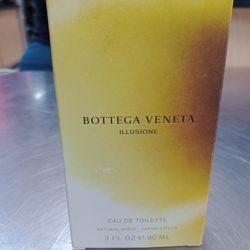 BOTTEGA VENETA
ILLUSIONE
EAU DE TOILETTE
NATURAL SPRAY - VAPORISATEUR
3 FL. OZ ℮ 90 ML